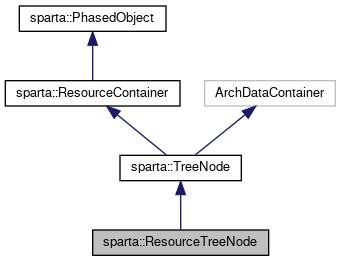 sparta::PhasedObject
sparta::ResourceContainer
ArchDataContainer
sparta::TreeNode
sparta::ResourceTreeNode